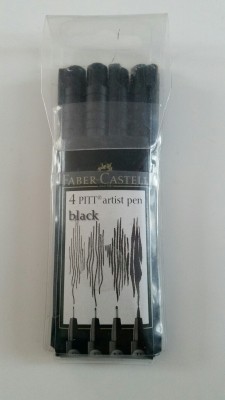 FABER-CASTELL
4 PITT® artist pen
black